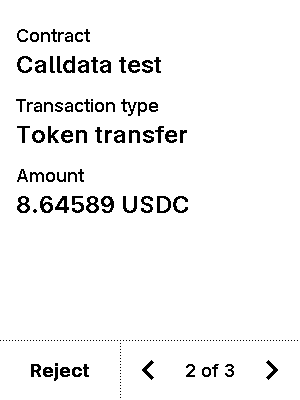 Contract
Calldata test
Transaction type
Token transfer
Amount
8.64589 USDC
Reject
2 of 3